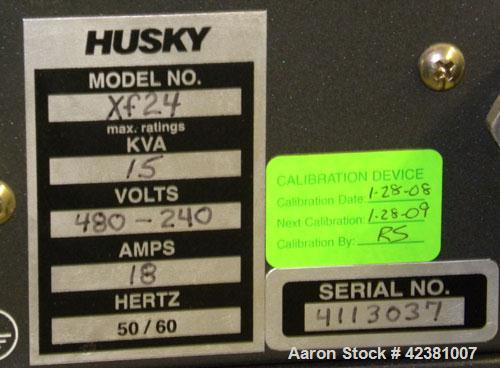 HUSKY
MODEL NO.
Xf24
max. ratings
KVA
15
VOLTS
480-240
AMPS
18
HERTZ
50 / 60
CALIBRATION DEVICE
Calibration Date: 1-28-08
Next Calibration: 1-28-09
Calibration By: RS
SERIAL NO.
4113037
Aaron Stock # 42381007